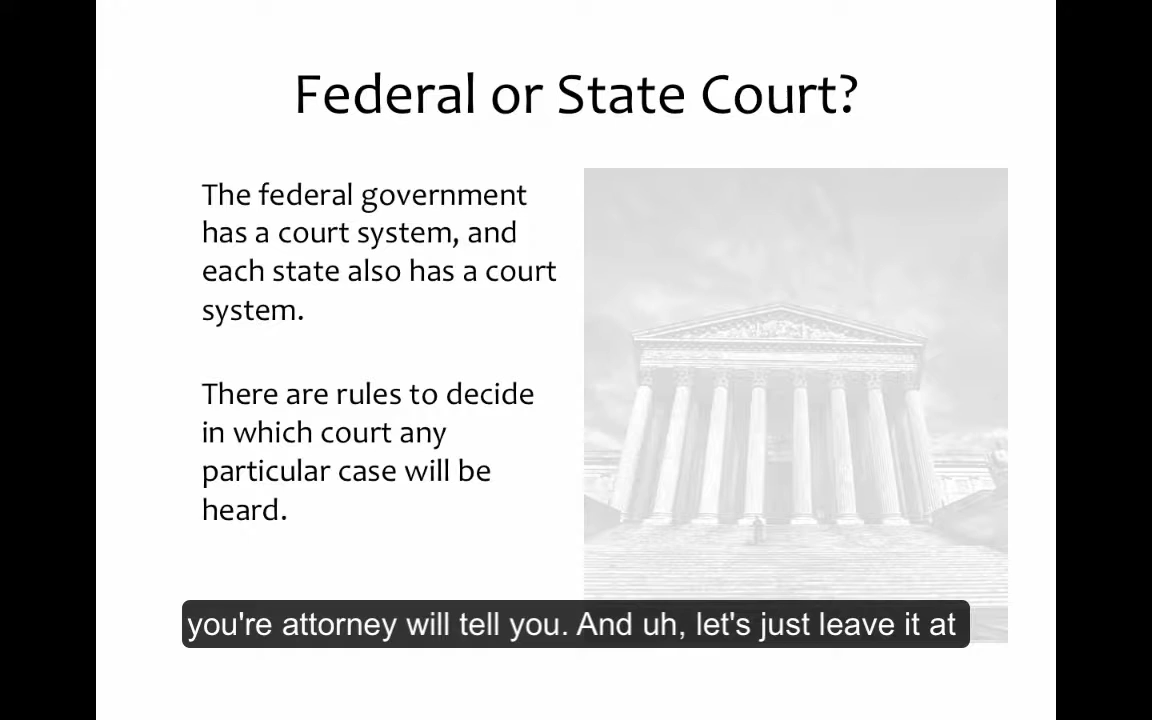 Federal or State Court?
The federal government
has a court system, and
each state also has a court
system.
There are rules to decide
in which court any
particular case will be
heard.
you're attorney will tell you. And uh, let's just leave it at